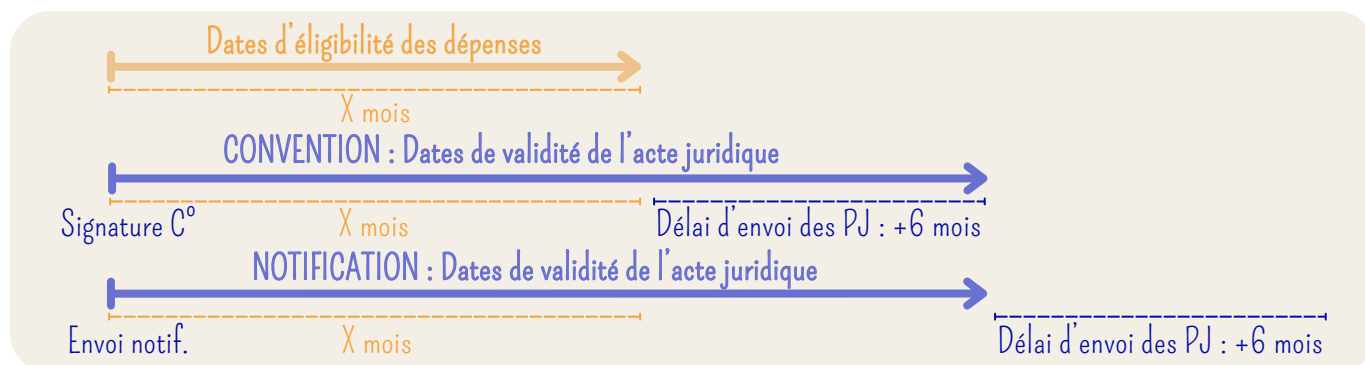 Dates d'éligibilité des dépenses
X mois
CONVENTION : Dates de validité de l'acte juridique
Signature C° X mois Délai d'envoi des PJ : +6 mois
NOTIFICATION : Dates de validité de l'acte juridique
Envoi notif. X mois Délai d'envoi des PJ : +6 mois